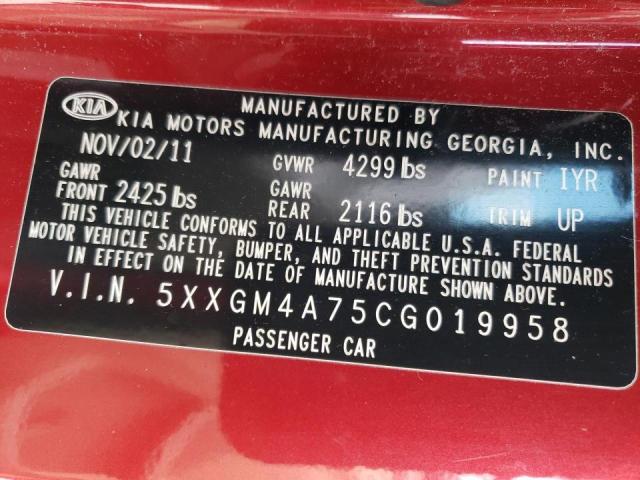 KIA MANUFACTURED BY
KIA MOTORS MANUFACTURING GEORGIA, INC.
NOV/02/11 GVWR 4299 lbs PAINT IYR
GAWR FRONT 2425 lbs GAWR REAR 2116 lbs TRIM UP
THIS VEHICLE CONFORMS TO ALL APPLICABLE U.S.A. FEDERAL
MOTOR VEHICLE SAFETY, BUMPER, AND THEFT PREVENTION STANDARDS
IN EFFECT ON THE DATE OF MANUFACTURE SHOWN ABOVE.
V.I.N. 5XXGM4A75CG019958
PASSENGER CAR